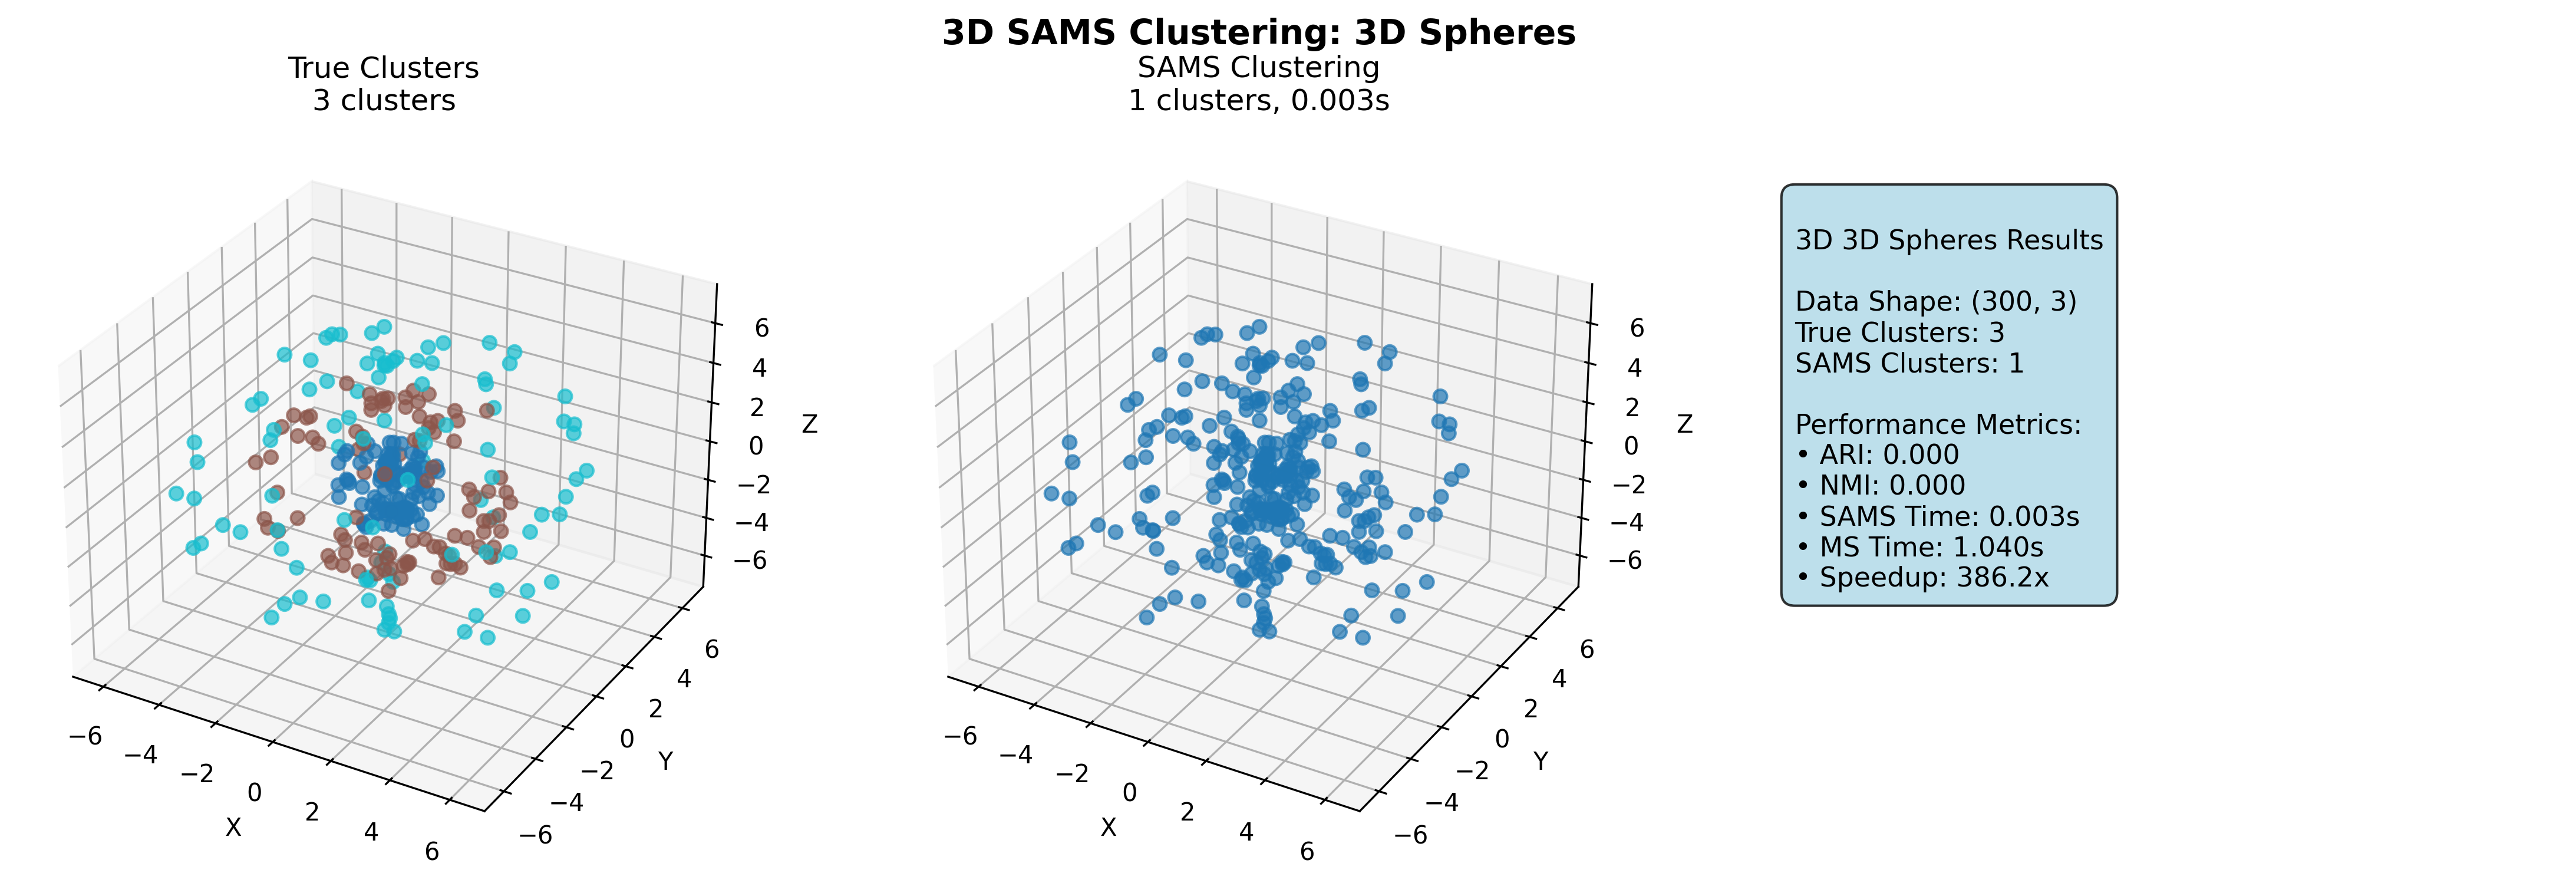 3D SAMS Clustering: 3D Spheres
True Clusters
3 clusters
6
4
2
0
−2
−4
−6
Z
−6
−4
−2
0
2
4
6
X
−6
−4
−2
0
2
4
6
Y
SAMS Clustering
1 clusters, 0.003s
6
4
2
0
−2
−4
−6
Z
−6
−4
−2
0
2
4
6
X
−6
−4
−2
0
2
4
6
Y
3D 3D Spheres Results
Data Shape: (300, 3)
True Clusters: 3
SAMS Clusters: 1
Performance Metrics:
• ARI: 0.000
• NMI: 0.000
• SAMS Time: 0.003s
• MS Time: 1.040s
• Speedup: 386.2x